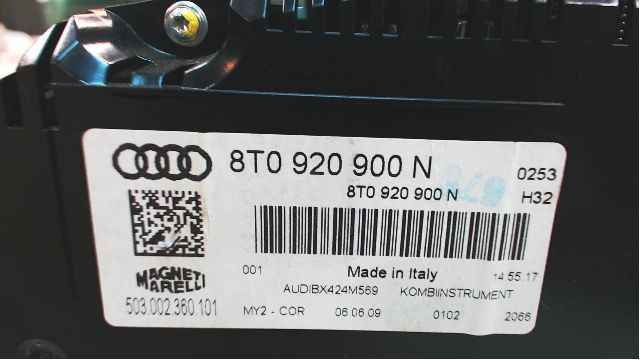 8T0 920 900 N
0253
8T0 920 900 N
H32
001
Made in Italy
14.55.17
MAGNETI
MARELLI
AUDIBX424M569 KOMBIINSTRUMENT
503.002.360.101
MY2 - COR 06.06.09 0102 2066